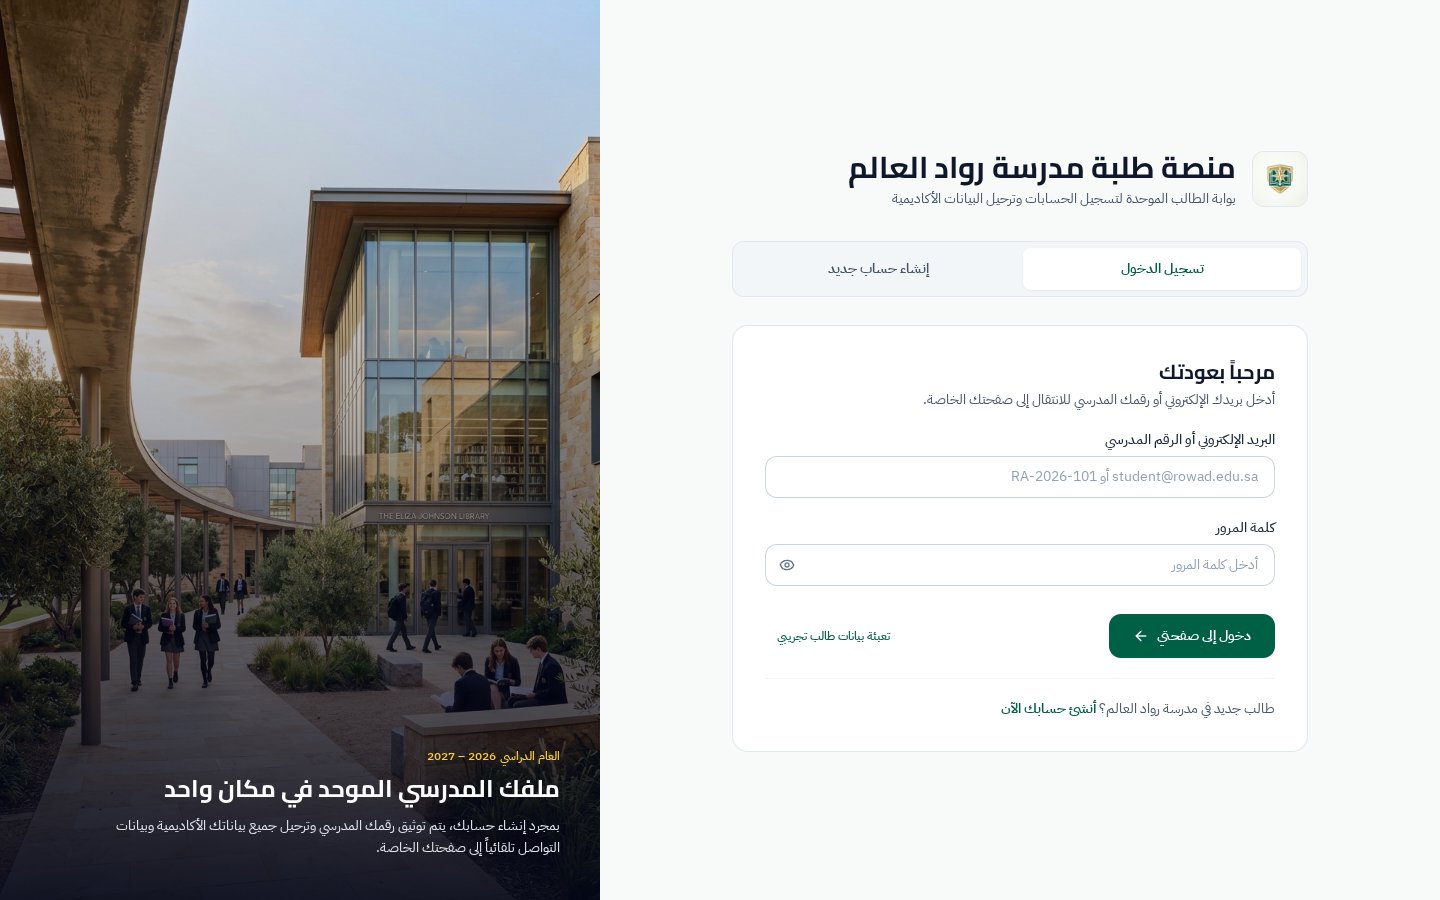 منصة طلبة مدرسة رواد العالم
بوابة الطالب الموحدة لتسجيل الحسابات وترحيل البيانات الأكاديمية
تسجيل الدخول
إنشاء حساب جديد
مرحباً بعودتك
أدخل بريدك الإلكتروني أو رقمك المدرسي للانتقال إلى صفحتك الخاصة.
البريد الإلكتروني أو الرقم المدرسي
student@rowad.edu.sa أو RA-2026-101
كلمة المرور
أدخل كلمة المرور
دخول إلى صفحتي
تعبئة بيانات طالب تجريبي
طالب جديد في مدرسة رواد العالم؟ أنشئ حسابك الآن
THE ELIZA JOHNSON LIBRARY
العام الدراسي 2026 – 2027
ملفك المدرسي الموحد في مكان واحد
بمجرد إنشاء حسابك، يتم توثيق رقمك المدرسي وترحيل جميع بياناتك الأكاديمية وبيانات
التواصل تلقائياً إلى صفحتك الخاصة.